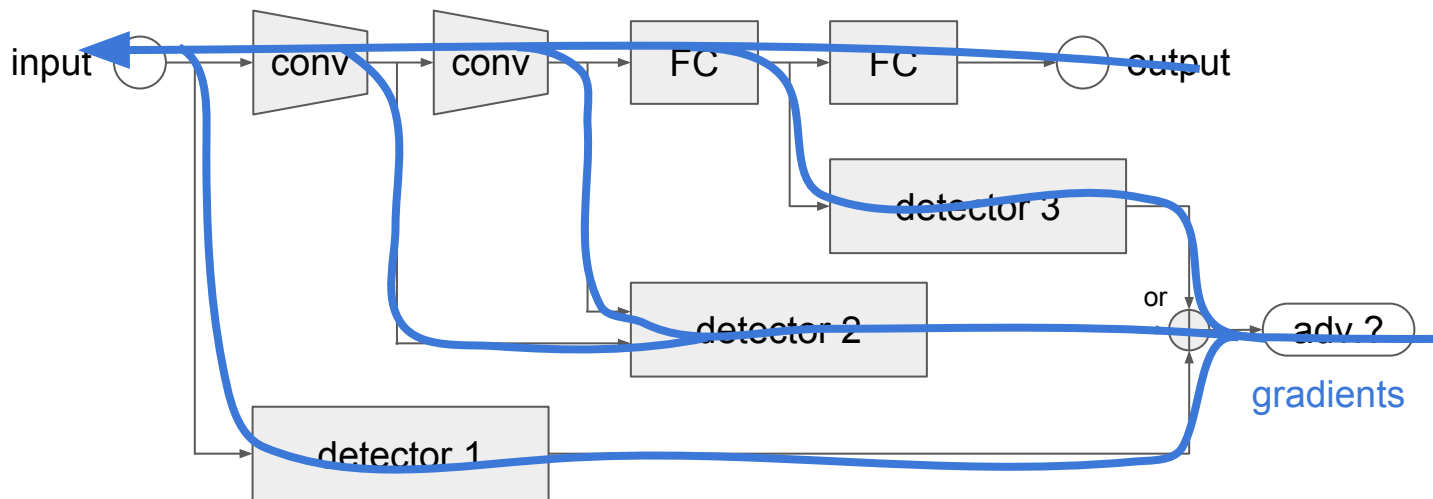 input
conv
conv
FC
FC
output
detector 3
or
detector 2
adv.?
gradients
detector 1